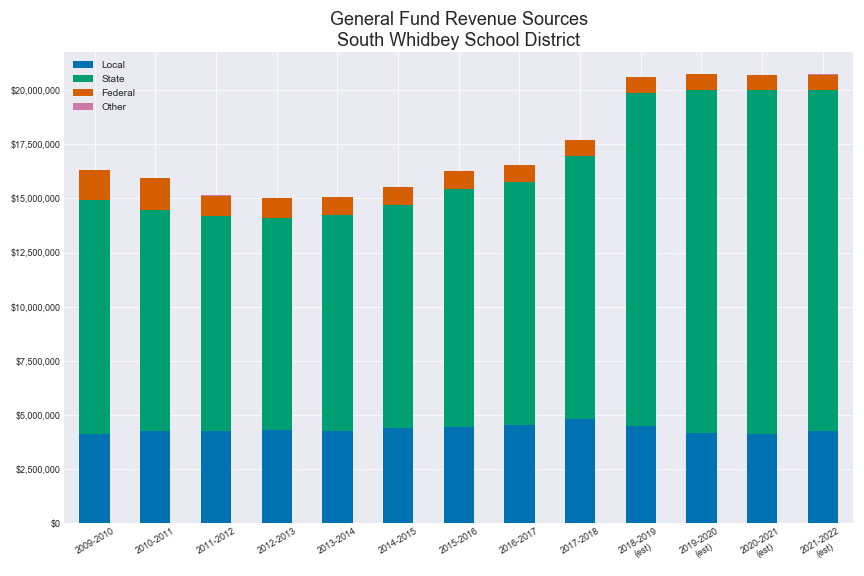 General Fund Revenue Sources
South Whidbey School District
Local
State
Federal
Other
$20,000,000
$17,500,000
$15,000,000
$12,500,000
$10,000,000
$7,500,000
$5,000,000
$2,500,000
$0
2009-2010
2010-2011
2011-2012
2012-2013
2013-2014
2014-2015
2015-2016
2016-2017
2017-2018
2018-2019
(est)
2019-2020
(est)
2020-2021
(est)
2021-2022
(est)